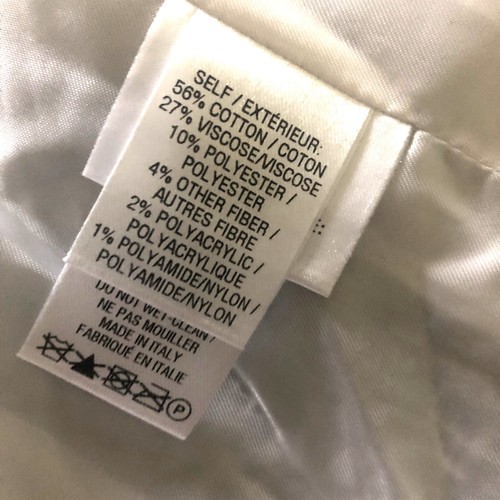 SELF / EXTÉRIEUR:
56% COTTON / COTON
27% VISCOSE/VISCOSE
10% POLYESTER /
POLYESTER
4% OTHER FIBER /
AUTRES FIBRE
2% POLYACRYLIC /
POLYACRYLIQUE
1% POLYAMIDE/NYLON /
POLYAMIDE/NYLON
DO NOT WET-CLEAN /
NE PAS MOUILLER
MADE IN ITALY
FABRIQUÉ EN ITALIE
P